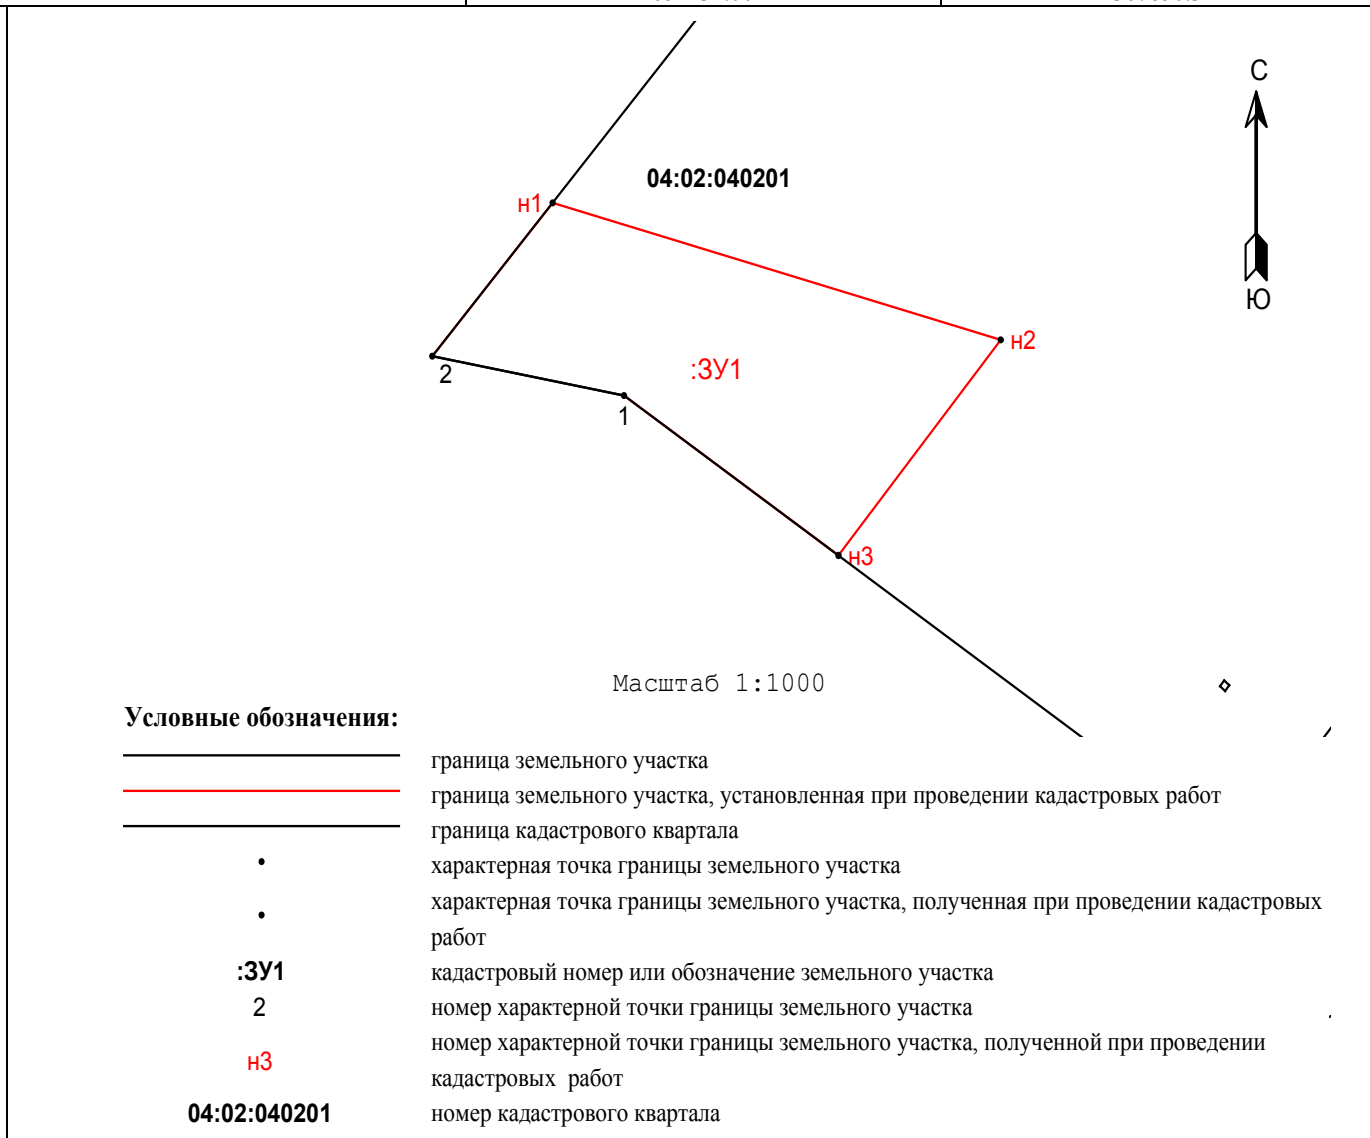 С
04:02:040201
н1
Ю
н2
:ЗУ1
2
1
н3
Масштаб 1:1000
Условные обозначения:
граница земельного участка
граница земельного участка, установленная при проведении кадастровых работ
граница кадастрового квартала
характерная точка границы земельного участка
характерная точка границы земельного участка, полученная при проведении кадастровых
работ
:ЗУ1 кадастровый номер или обозначение земельного участка
2 номер характерной точки границы земельного участка
н3 номер характерной точки границы земельного участка, полученной при проведении
кадастровых работ
04:02:040201 номер кадастрового квартала